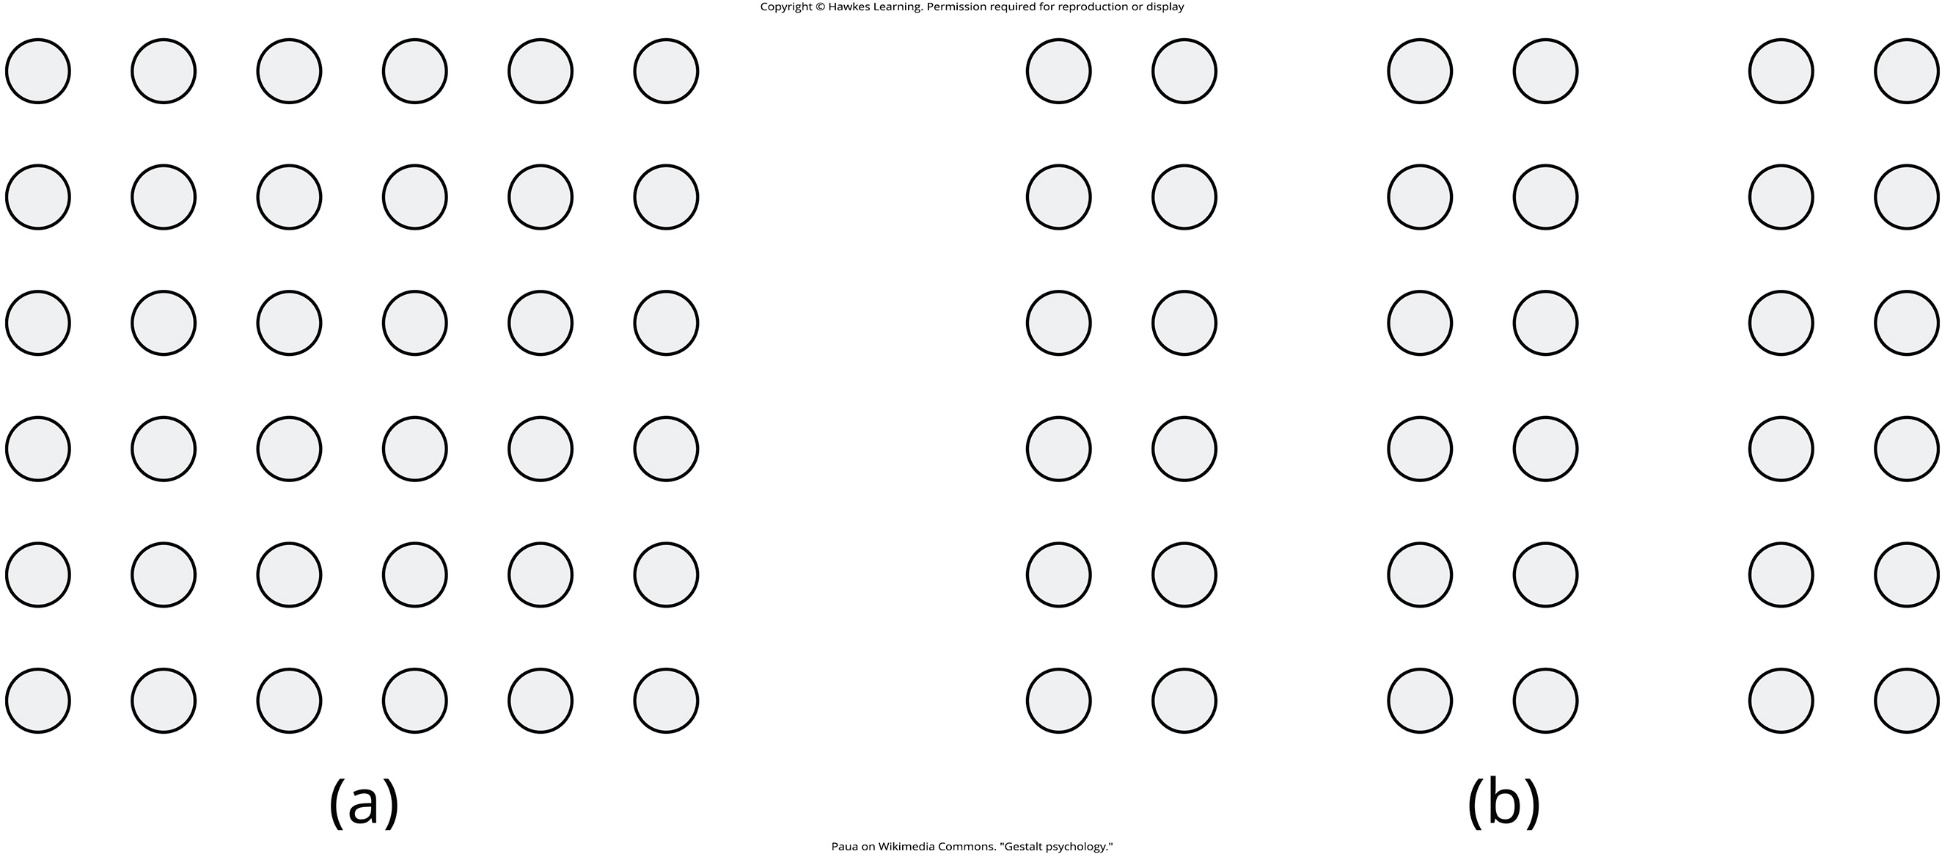 Copyright © Hawkes Learning. Permission required for reproduction or display
(a)
(b)
Paua on Wikimedia Commons. "Gestalt psychology."